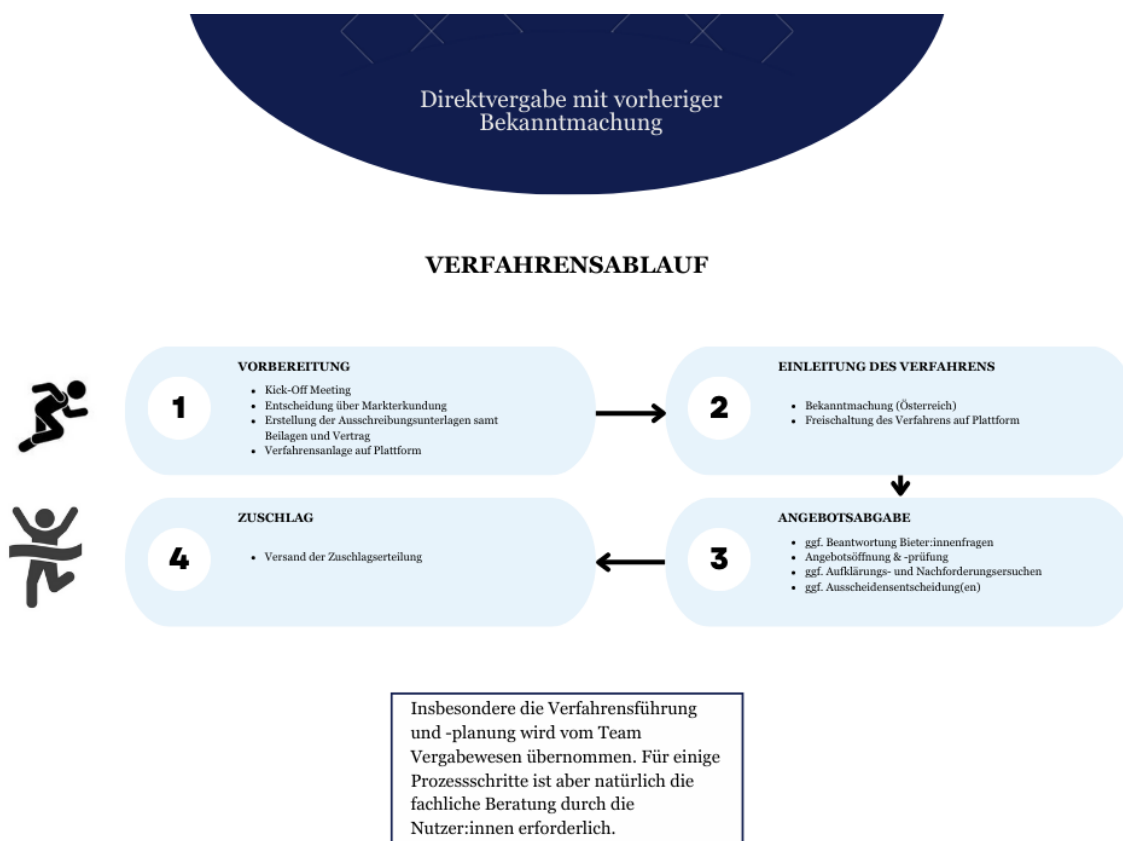 Direktvergabe mit vorheriger
Bekanntmachung
VERFAHRENSABLAUF
1
VORBEREITUNG
• Kick-Off Meeting
• Entscheidung über Markterkundung
• Erstellung der Ausschreibungsunterlagen samt
Beilagen und Vertrag
• Verfahrensanlage auf Plattform
2
EINLEITUNG DES VERFAHRENS
• Bekanntmachung (Österreich)
• Freischaltung des Verfahrens auf Plattform
3
ANGEBOTSABGABE
• ggf. Beantwortung Bieter:innenfragen
• Angebotsöffnung & -prüfung
• ggf. Aufklärungs- und Nachforderungsersuchen
• ggf. Ausscheidensentscheidung(en)
4
ZUSCHLAG
• Versand der Zuschlagserteilung
Insbesondere die Verfahrensführung
und -planung wird vom Team
Vergabewesen übernommen. Für einige
Prozessschritte ist aber natürlich die
fachliche Beratung durch die
Nutzer:innen erforderlich.